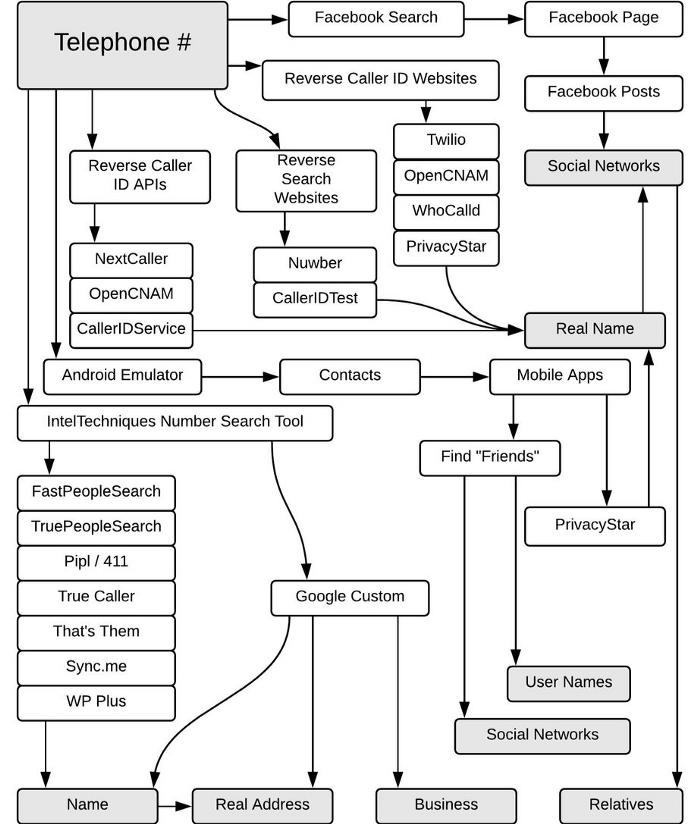 Telephone #
Facebook Search
Facebook Page
Reverse Caller ID Websites
Facebook Posts
Twilio
OpenCNAM
WhoCalld
PrivacyStar
Social Networks
Reverse Caller
ID APIs
Reverse
Search
Websites
NextCaller
OpenCNAM
CallerIDService
Nuwber
CallerIDTest
Real Name
Android Emulator
Contacts
Mobile Apps
IntelTechniques Number Search Tool
Find "Friends"
FastPeopleSearch
TruePeopleSearch
Pipl / 411
True Caller
That's Them
Sync.me
WP Plus
PrivacyStar
Google Custom
User Names
Social Networks
Name
Real Address
Business
Relatives